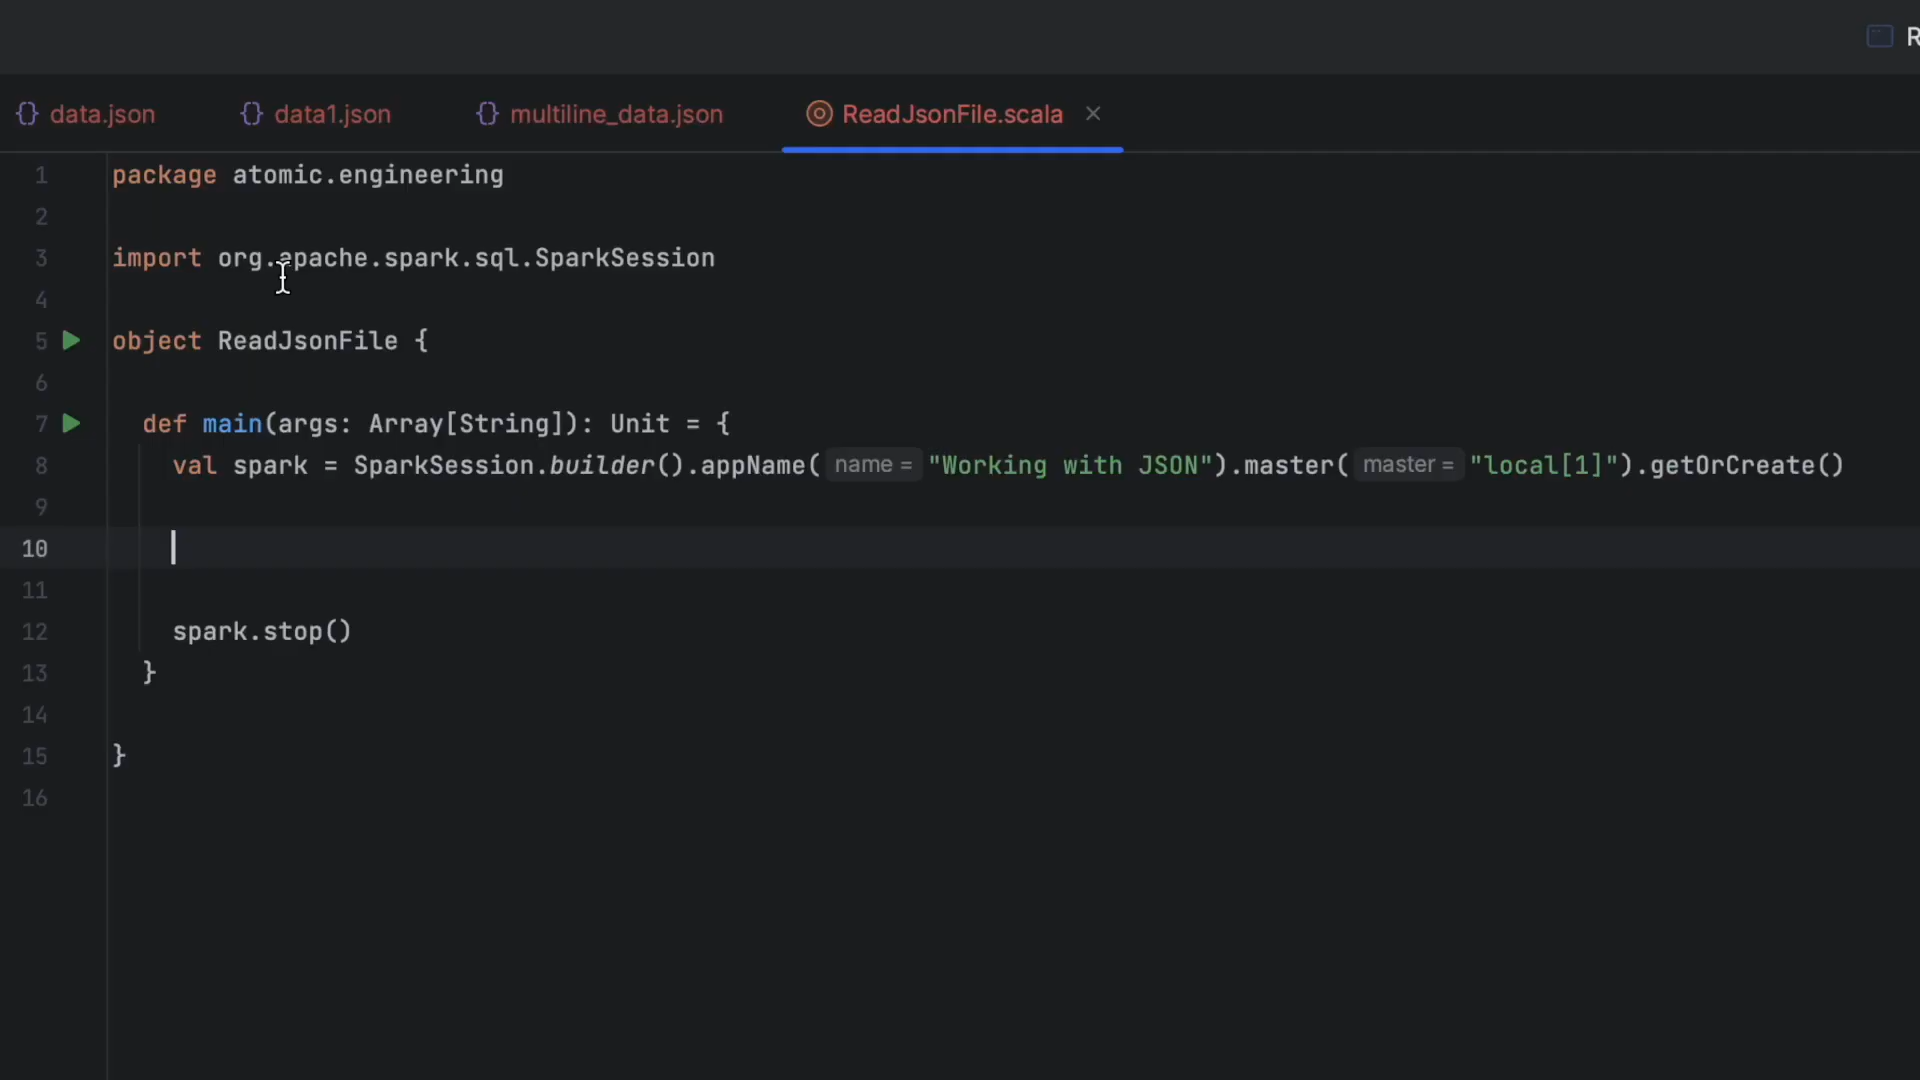 R
data.json data1.json multiline_data.json ReadJsonFile.scala
1 package atomic.engineering
2
3 import org.apache.spark.sql.SparkSession
4
5 object ReadJsonFile {
6
7 def main(args: Array[String]): Unit = {
8 val spark = SparkSession.builder().appName( name = "Working with JSON").master( master = "local[1]").getOrCreate()
9
10
11
12 spark.stop()
13 }
14
15 }
16